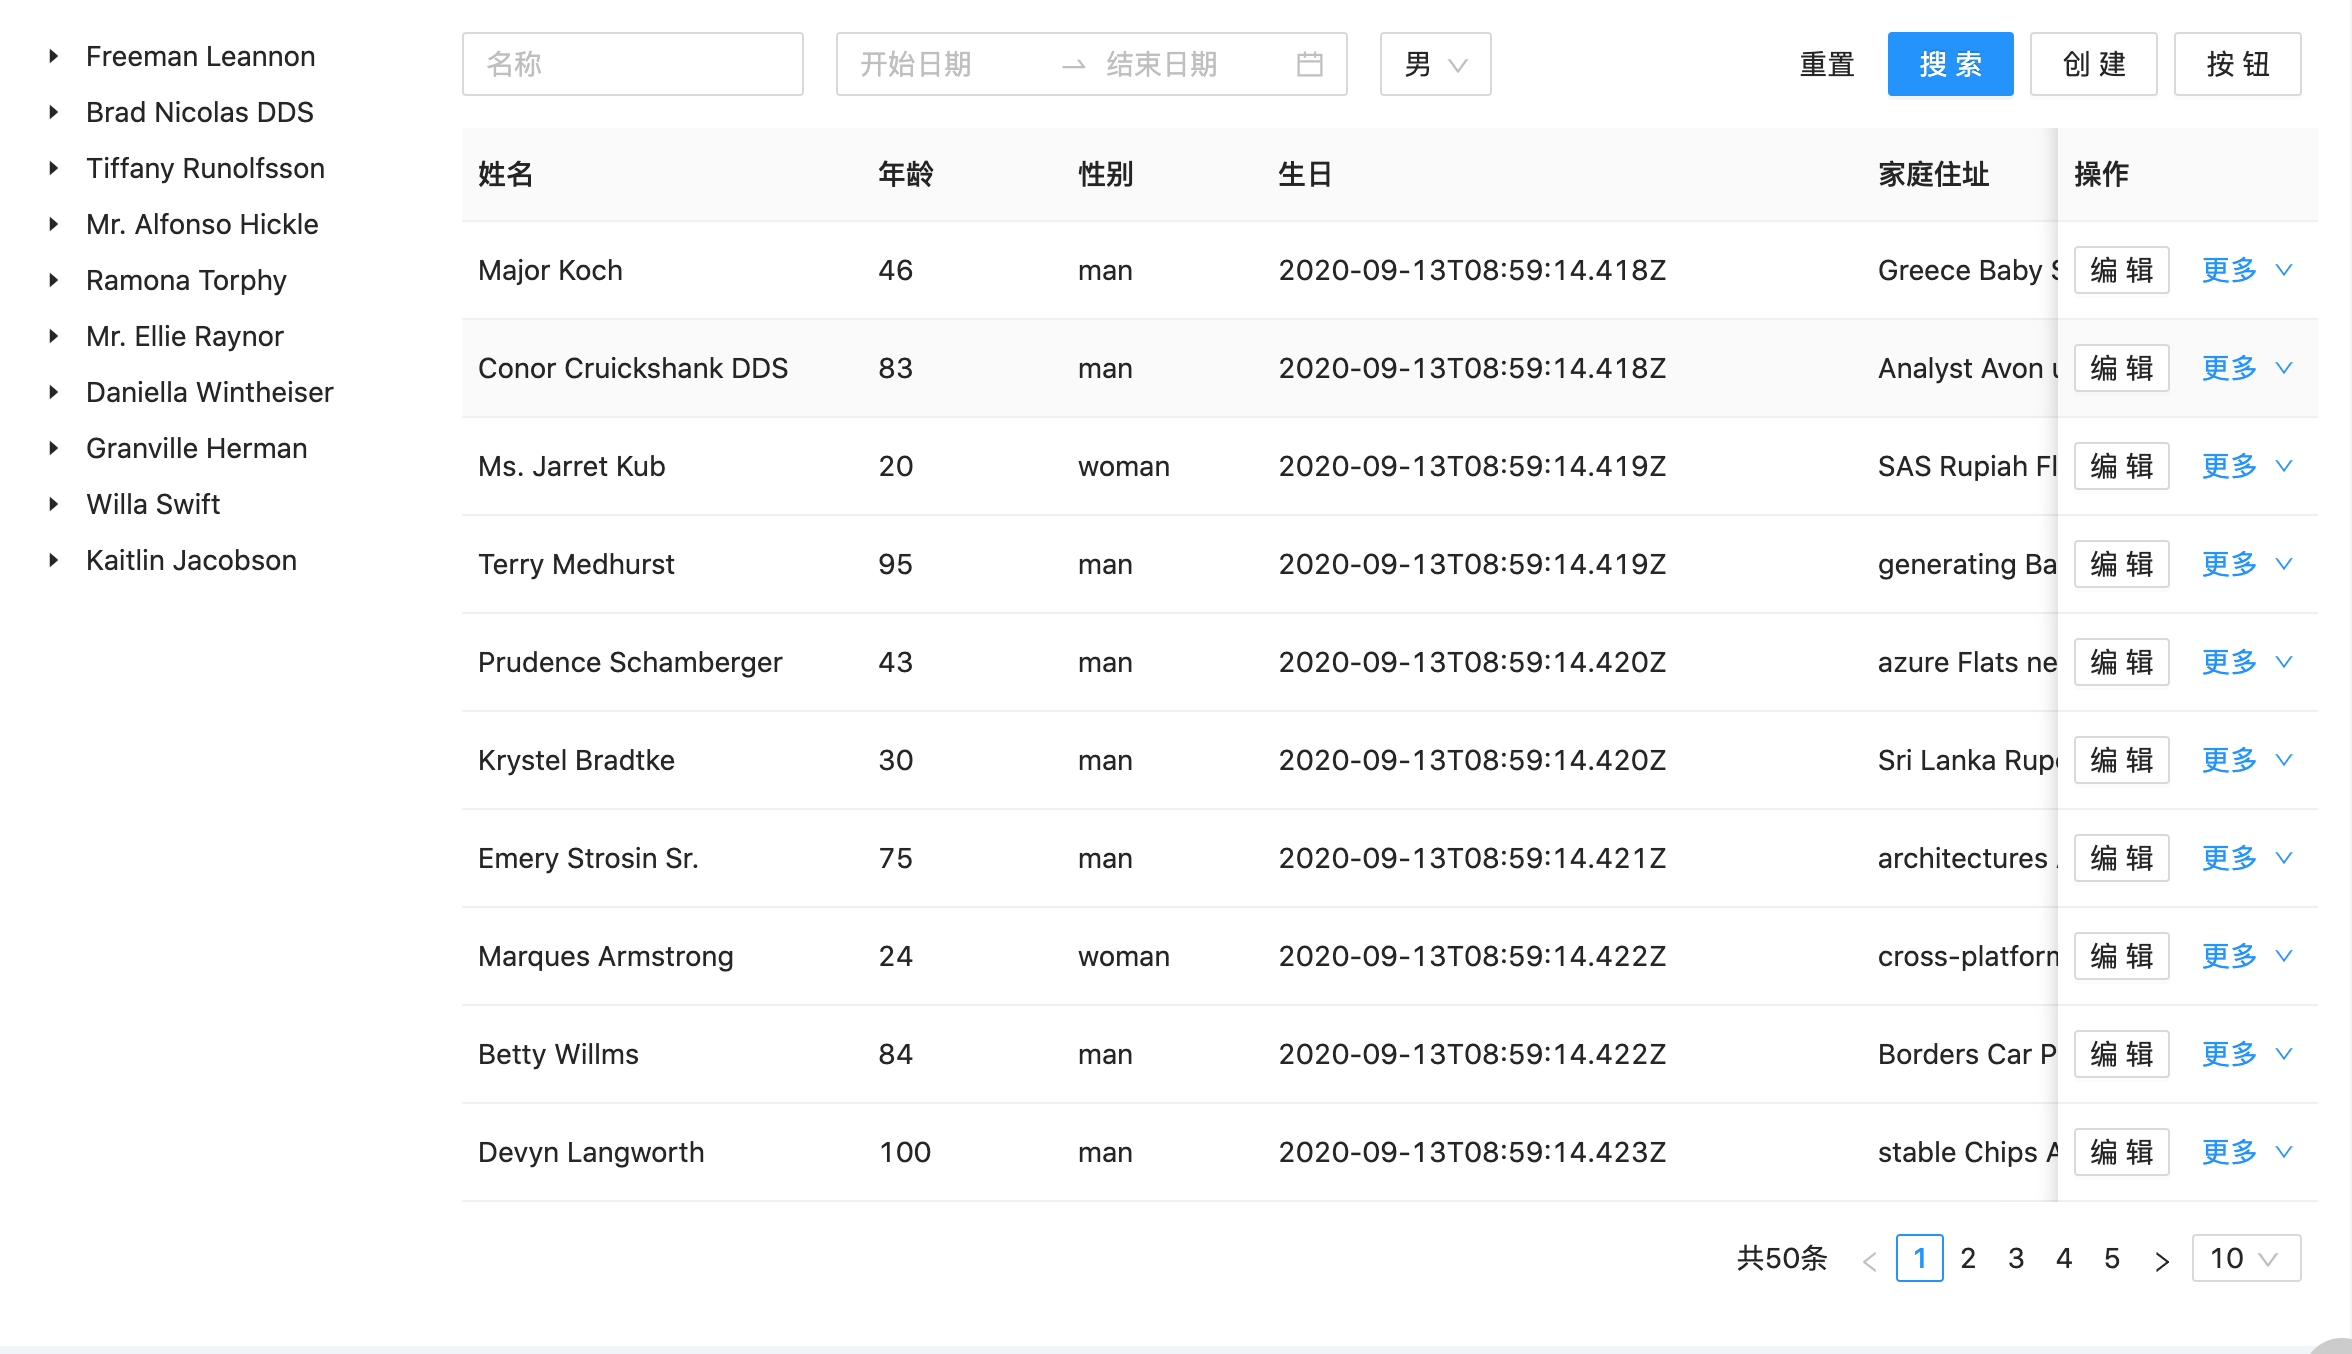 Freeman Leannon
Brad Nicolas DDS
Tiffany Runolfsson
Mr. Alfonso Hickle
Ramona Torphy
Mr. Ellie Raynor
Daniella Wintheiser
Granville Herman
Willa Swift
Kaitlin Jacobson
名称 开始日期 结束日期 男 重置 搜 索 创 建 按 钮
姓名 年龄 性别 生日 家庭住址 操作
Major Koch 46 man 2020-09-13T08:59:14.418Z Greece Baby 编 辑 更多
Conor Cruickshank DDS 83 man 2020-09-13T08:59:14.418Z Analyst Avon 编 辑 更多
Ms. Jarret Kub 20 woman 2020-09-13T08:59:14.419Z SAS Rupiah Fl 编 辑 更多
Terry Medhurst 95 man 2020-09-13T08:59:14.419Z generating Ba 编 辑 更多
Prudence Schamberger 43 man 2020-09-13T08:59:14.420Z azure Flats ne 编 辑 更多
Krystel Bradtke 30 man 2020-09-13T08:59:14.420Z Sri Lanka Rup 编 辑 更多
Emery Strosin Sr. 75 man 2020-09-13T08:59:14.421Z architectures 编 辑 更多
Marques Armstrong 24 woman 2020-09-13T08:59:14.422Z cross-platform 编 辑 更多
Betty Willms 84 man 2020-09-13T08:59:14.422Z Borders Car P 编 辑 更多
Devyn Langworth 100 man 2020-09-13T08:59:14.423Z stable Chips A 编 辑 更多
共50条 < 1 2 3 4 5 > 10